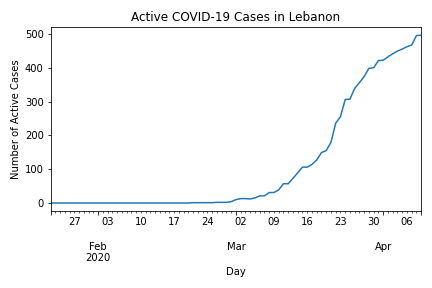 Active COVID-19 Cases in Lebanon
Number of Active Cases
500
400
300
200
100
0
27 03 10 17 24 02 09 16 23 30 06
Feb Mar Apr
2020
Day